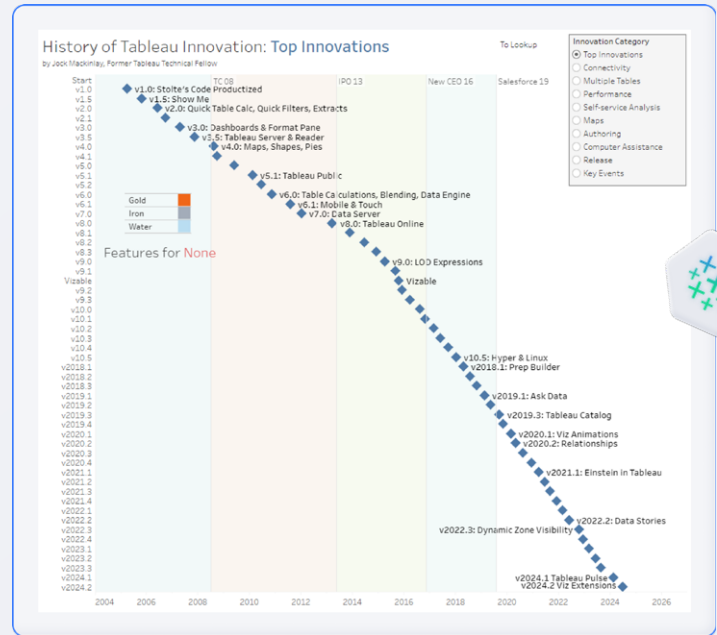 History of Tableau Innovation: Top Innovations
by Jock Mackinlay, Former Tableau Technical Fellow
To Lookup
Innovation Category
Top Innovations
Connectivity
Multiple Tables
Performance
Self-service Analysis
Maps
Authoring
Computer Assistance
Release
Key Events
Start
TC 08
IPO 13
New CEO 16
Salesforce 19
v1.0
v1.5
v2.0
v2.1
v3.0
v3.5
v4.0
v4.1
v5.0
v5.1
v5.2
v6.0
v6.1
v7.0
v8.0
v8.1
v8.2
v8.3
v9.0
v9.1
Vizable
v9.2
v9.3
v10.0
v10.1
v10.2
v10.3
v10.4
v10.5
v2018.1
v2018.2
v2018.3
v2019.1
v2019.2
v2019.3
v2019.4
v2020.1
v2020.2
v2020.3
v2020.4
v2021.1
v2021.2
v2021.3
v2021.4
v2022.1
v2022.2
v2022.3
v2022.4
v2023.1
v2023.2
v2023.3
v2024.1
v2024.2
v1.0: Stolte's Code Productized
v1.5: Show Me
v2.0: Quick Table Calc, Quick Filters, Extracts
v3.0: Dashboards & Format Pane
v3.5: Tableau Server & Reader
v4.0: Maps, Shapes, Pies
v5.1: Tableau Public
v6.0: Table Calculations, Blending, Data Engine
v6.1: Mobile & Touch
v7.0: Data Server
v8.0: Tableau Online
v9.0: LOD Expressions
Vizable
v10.5: Hyper & Linux
v2018.1: Prep Builder
v2019.1: Ask Data
v2019.3: Tableau Catalog
v2020.1: Viz Animations
v2020.2: Relationships
v2021.1: Einstein in Tableau
v2022.2: Data Stories
v2022.3: Dynamic Zone Visibility
v2024.1 Tableau Pulse
v2024.2 Viz Extensions
Gold
Iron
Water
Features for None
2004 2006 2008 2010 2012 2014 2016 2018 2020 2022 2024 2026